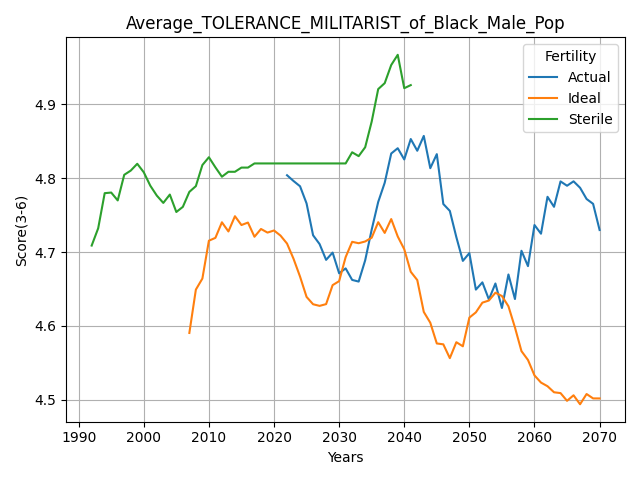 Average_TOLERANCE_MILITARIST_of_Black_Male_Pop
Fertility
Actual
Ideal
Sterile
Score(3-6)
4.9
4.8
4.7
4.6
4.5
1990 2000 2010 2020 2030 2040 2050 2060 2070
Years